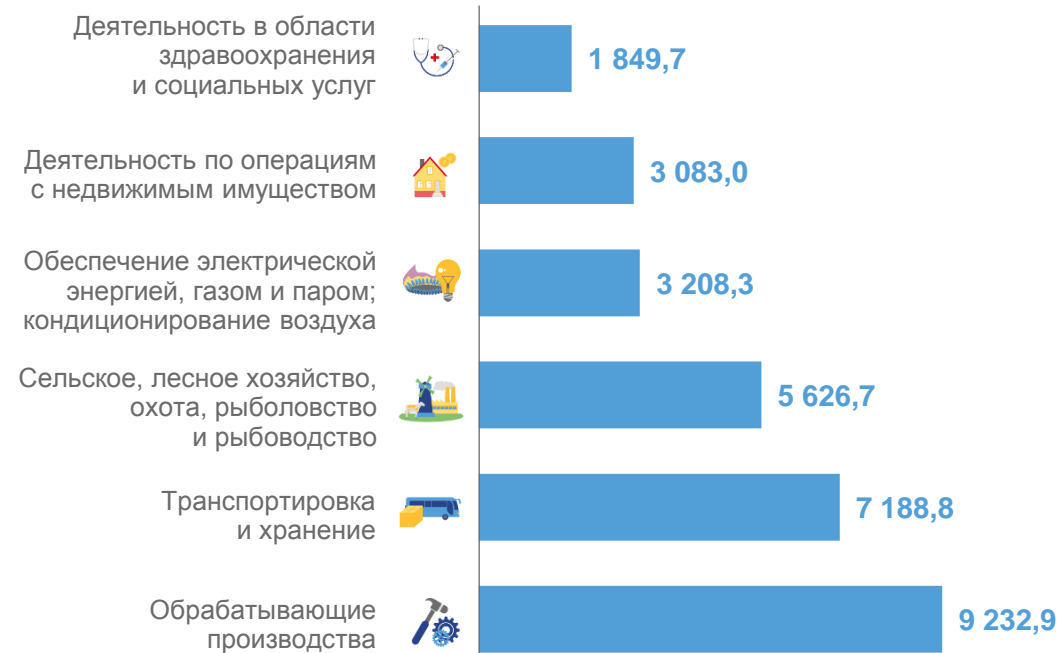 Деятельность в области
здравоохранения
и социальных услуг
1 849,7
Деятельность по операциям
с недвижимым имуществом
3 083,0
Обеспечение электрической
энергией, газом и паром;
кондиционирование воздуха
3 208,3
Сельское, лесное хозяйство,
охота, рыболовство
и рыбоводство
5 626,7
Транспортировка
и хранение
7 188,8
Обрабатывающие
производства
9 232,9